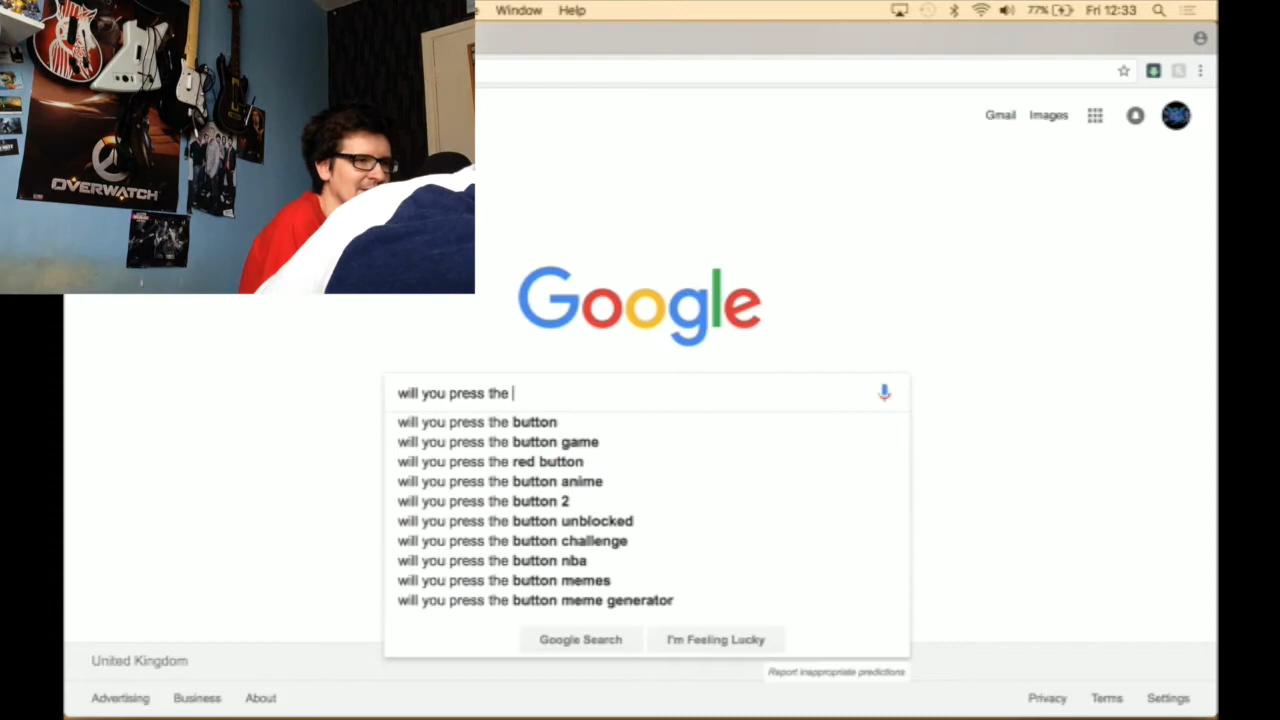 Window Help 77% Fri 12:33
OVERWATCH
Gmail Images
Google
will you press the
will you press the button
will you press the button game
will you press the red button
will you press the button anime
will you press the button 2
will you press the button unblocked
will you press the button challenge
will you press the button nba
will you press the button memes
will you press the button meme generator
Google Search I'm Feeling Lucky
Report inappropriate predictions
United Kingdom
Advertising Business About Privacy Terms Settings